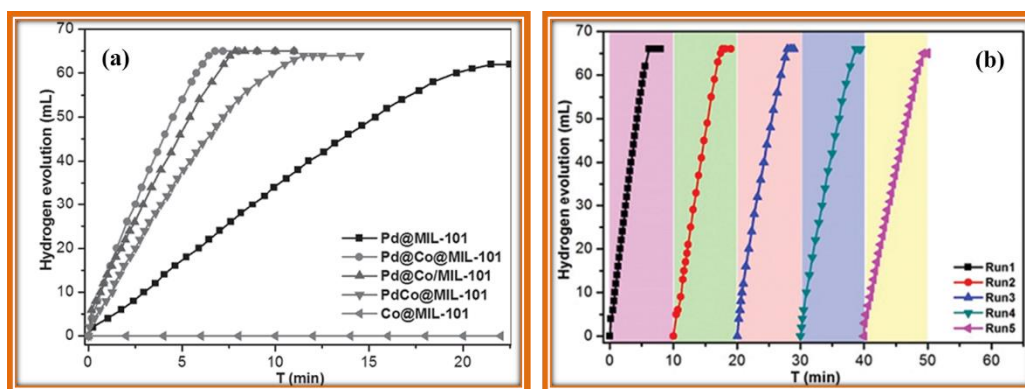 70
60
50
40
30
20
10
0
Hydrogen evolution (mL)
(a)
Pd@MIL-101
Pd@Co@MIL-101
Pd@Co/MIL-101
PdCo@MIL-101
Co@MIL-101
0 5 10 15 20
T (min)
70
60
50
40
30
20
10
0
Hydrogen evolution (mL)
(b)
Run1
Run2
Run3
Run4
Run5
0 10 20 30 40 50 60
T (min)